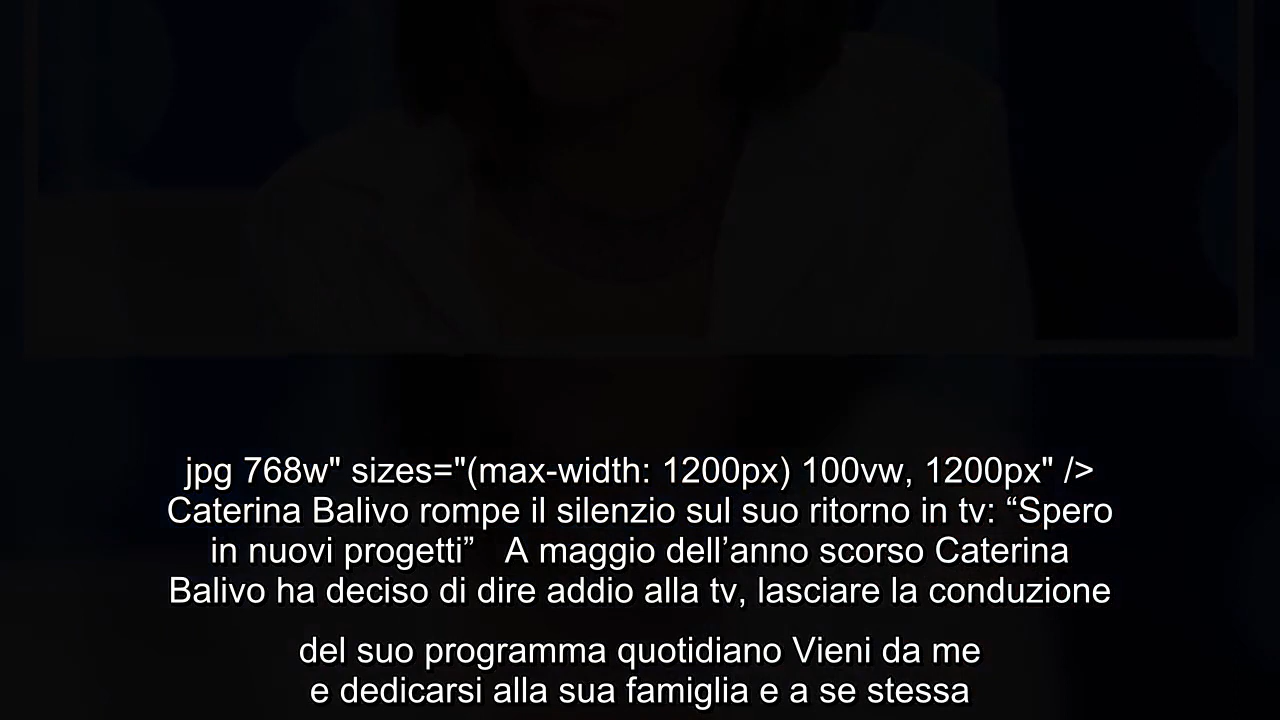 jpg 768w" sizes="(max-width: 1200px) 100vw, 1200px" />
Caterina Balivo rompe il silenzio sul suo ritorno in tv: “Spero
in nuovi progetti”   A maggio dell’anno scorso Caterina
Balivo ha deciso di dire addio alla tv, lasciare la conduzione
del suo programma quotidiano Vieni da me
e dedicarsi alla sua famiglia e a se stessa